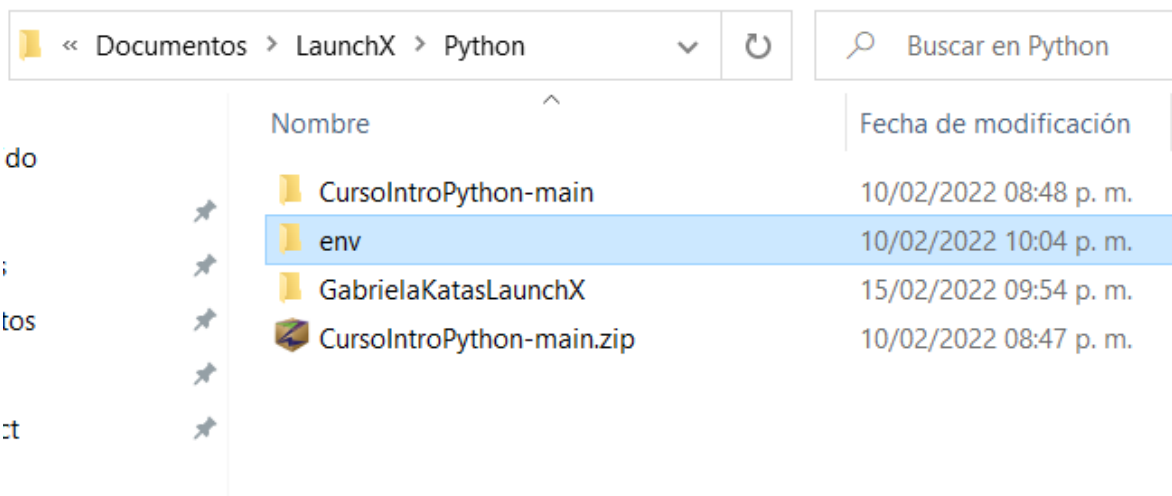 « Documentos > LaunchX > Python
Buscar en Python
Nombre Fecha de modificación
do
CursoIntroPython-main 10/02/2022 08:48 p. m.
env 10/02/2022 10:04 p. m.
GabrielaKatasLaunchX 15/02/2022 09:54 p. m.
tos
CursoIntroPython-main.zip 10/02/2022 08:47 p. m.
ct